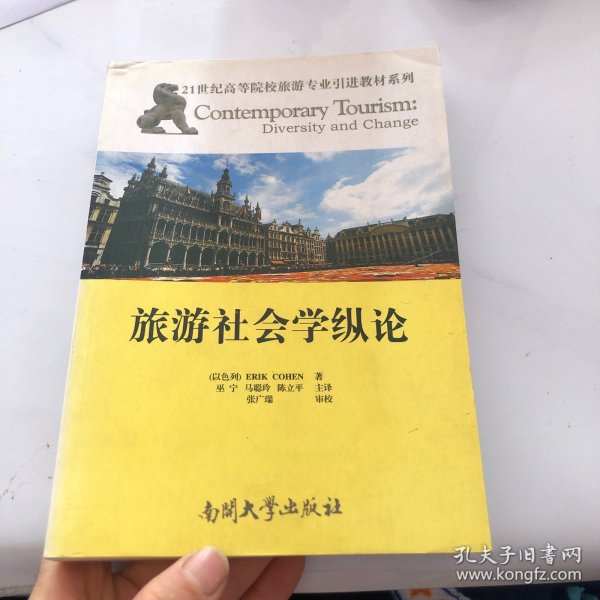 21世纪高等院校旅游专业引进教材系列
Contemporary Tourism:
Diversity and Change
旅游社会学纵论
(以色列) ERIK COHEN 著
巫 宁 马聪玲 陈立平 主译
张广瑞 审校
南開大學出版社
孔夫子旧书网
www.kongfz.com